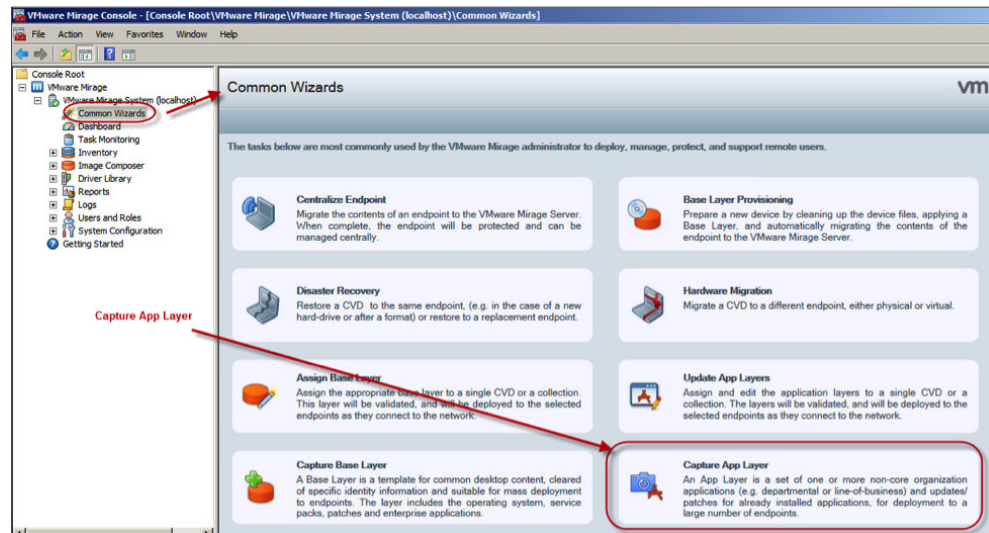 VMware Mirage Console - [Console Root\VMware Mirage\VMware Mirage System (localhost)\Common Wizards]
File Action View Favorites Window Help
Console Root
VMware Mirage
VMware Mirage System (localhost)
Common Wizards
Dashboard
Task Monitoring
Inventory
Image Composer
Driver Library
Reports
Logs
Users and Roles
System Configuration
Getting Started
Capture App Layer
Common Wizards
vm
The tasks below are most commonly used by the VMware Mirage administrator to deploy, manage, protect, and support remote users.
Centralize Endpoint
Migrate the contents of an endpoint to the VMware Mirage Server.
When complete, the endpoint will be protected and can be
managed centrally.
Base Layer Provisioning
Prepare a new device by cleaning up the device files, applying a
Base Layer, and automatically migrating the contents of the
endpoint to the VMware Mirage Server.
Disaster Recovery
Restore a CVD to the same endpoint, (e.g. in the case of a new
hard-drive or after a format) or restore to a replacement endpoint.
Hardware Migration
Migrate a CVD to a different endpoint, either physical or virtual.
Assign Base Layer
Assign the appropriate base layer to a single CVD or a collection.
This layer will be validated, and will be deployed to the selected
endpoints as they connect to the network.
Update App Layers
Assign and edit the application layers to a single CVD or a
collection. The layers will be validated, and will be deployed to the
selected endpoints as they connect to the network.
Capture Base Layer
A Base Layer is a template for common desktop content, cleared
of specific identity information and suitable for mass deployment
to endpoints. The layer includes the operating system, service
packs, patches and enterprise applications.
Capture App Layer
An App Layer is a set of one or more non-core organization
applications (e.g. departmental or line-of-business) and updates/
patches for already installed applications, for deployment to a
large number of endpoints.